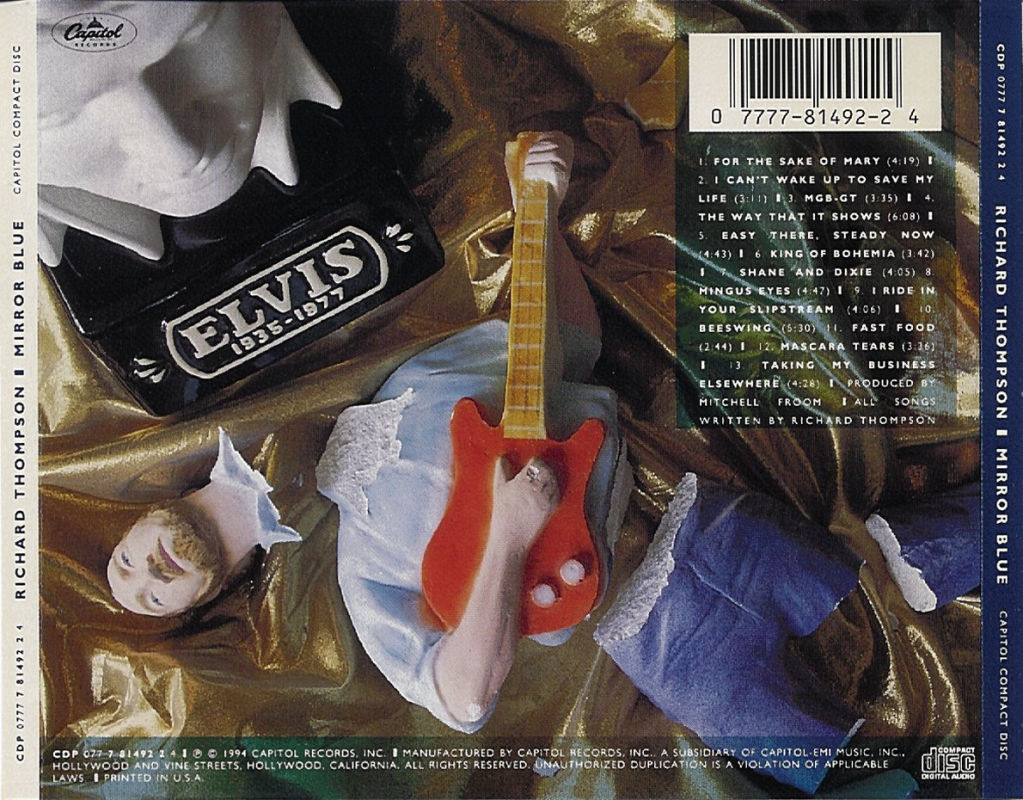 Capitol
RECORDS
CDP 0777 7 81492 2 4 RICHARD THOMPSON ▮ MIRROR BLUE CAPITOL COMPACT DISC
ELVIS
1935-1977
0 7777-81492-2 4
1. FOR THE SAKE OF MARY (4:19) ▮
2. I CAN'T WAKE UP TO SAVE MY
LIFE (3:11) ▮ 3. MGB-GT (3:35) ▮ 4.
THE WAY THAT IT SHOWS (6:08) ▮
5. EASY THERE, STEADY NOW
(4:43) ▮ 6 KING OF BOHEMIA (3:42)
▮ 7. SHANE AND DIXIE (4:05) 8.
MINGUS EYES (4:47) ▮ 9. I RIDE IN
YOUR SLIPSTREAM (4:06) ▮ 10.
BEESWING (5:30) 11. FAST FOOD
(2:44) ▮ 12. MASCARA TEARS (3:36)
▮ 13 TAKING MY BUSINESS
ELSEWHERE (4:28) ▮ PRODUCED BY
MITCHELL FROOM ▮ ALL SONGS
WRITTEN BY RICHARD THOMPSON
CDP 0777 7 81492 2 4 RICHARD THOMPSON ▮ MIRROR BLUE CAPITOL COMPACT DISC
CDP 077 7 81492 2 4 ▮ ℗ © 1994 CAPITOL RECORDS, INC. ▮ MANUFACTURED BY CAPITOL RECORDS, INC., A SUBSIDIARY OF CAPITOL-EMI MUSIC, INC.,
HOLLYWOOD AND VINE STREETS, HOLLYWOOD, CALIFORNIA. ALL RIGHTS RESERVED. UNAUTHORIZED DUPLICATION IS A VIOLATION OF APPLICABLE
LAWS ▮ PRINTED IN U.S.A.
COMPACT
disc
DIGITAL AUDIO